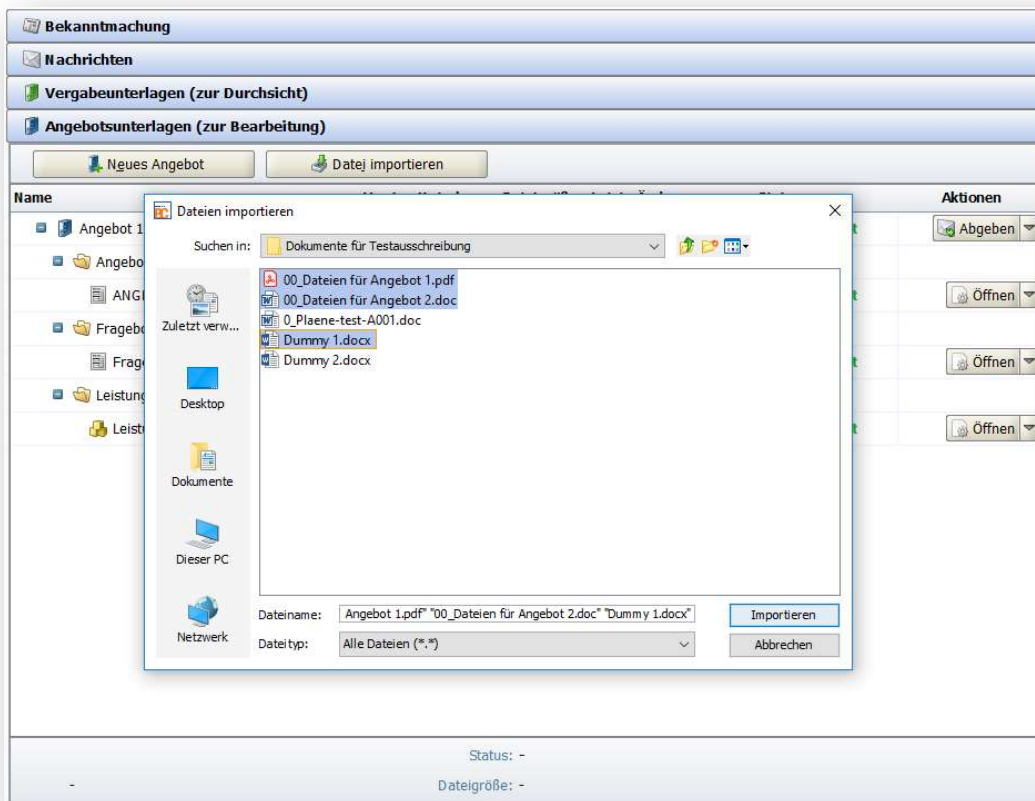 Bekanntmachung
Nachrichten
Vergabeunterlagen (zur Durchsicht)
Angebotsunterlagen (zur Bearbeitung)
Neues Angebot Datei importieren
Name Aktionen
Dateien importieren
Angebot 1 Abgeben
Suchen in: Dokumente für Testausschreibung
Angebo
00_Dateien für Angebot 1.pdf
ANGI Öffnen
00_Dateien für Angebot 2.doc
0_Plaene-test-A001.doc
Zuletzt verw...
Fragebo
Dummy 1.docx
Frage Öffnen
Dummy 2.docx
Leistung
Desktop
Leist Öffnen
Dokumente
Dieser PC
Dateiname: Angebot 1.pdf" "00_Dateien für Angebot 2.doc" "Dummy 1.docx" Importieren
Netzwerk
Dateityp: Alle Dateien (*.*) Abbrechen
Status: -
- Dateigröße: -